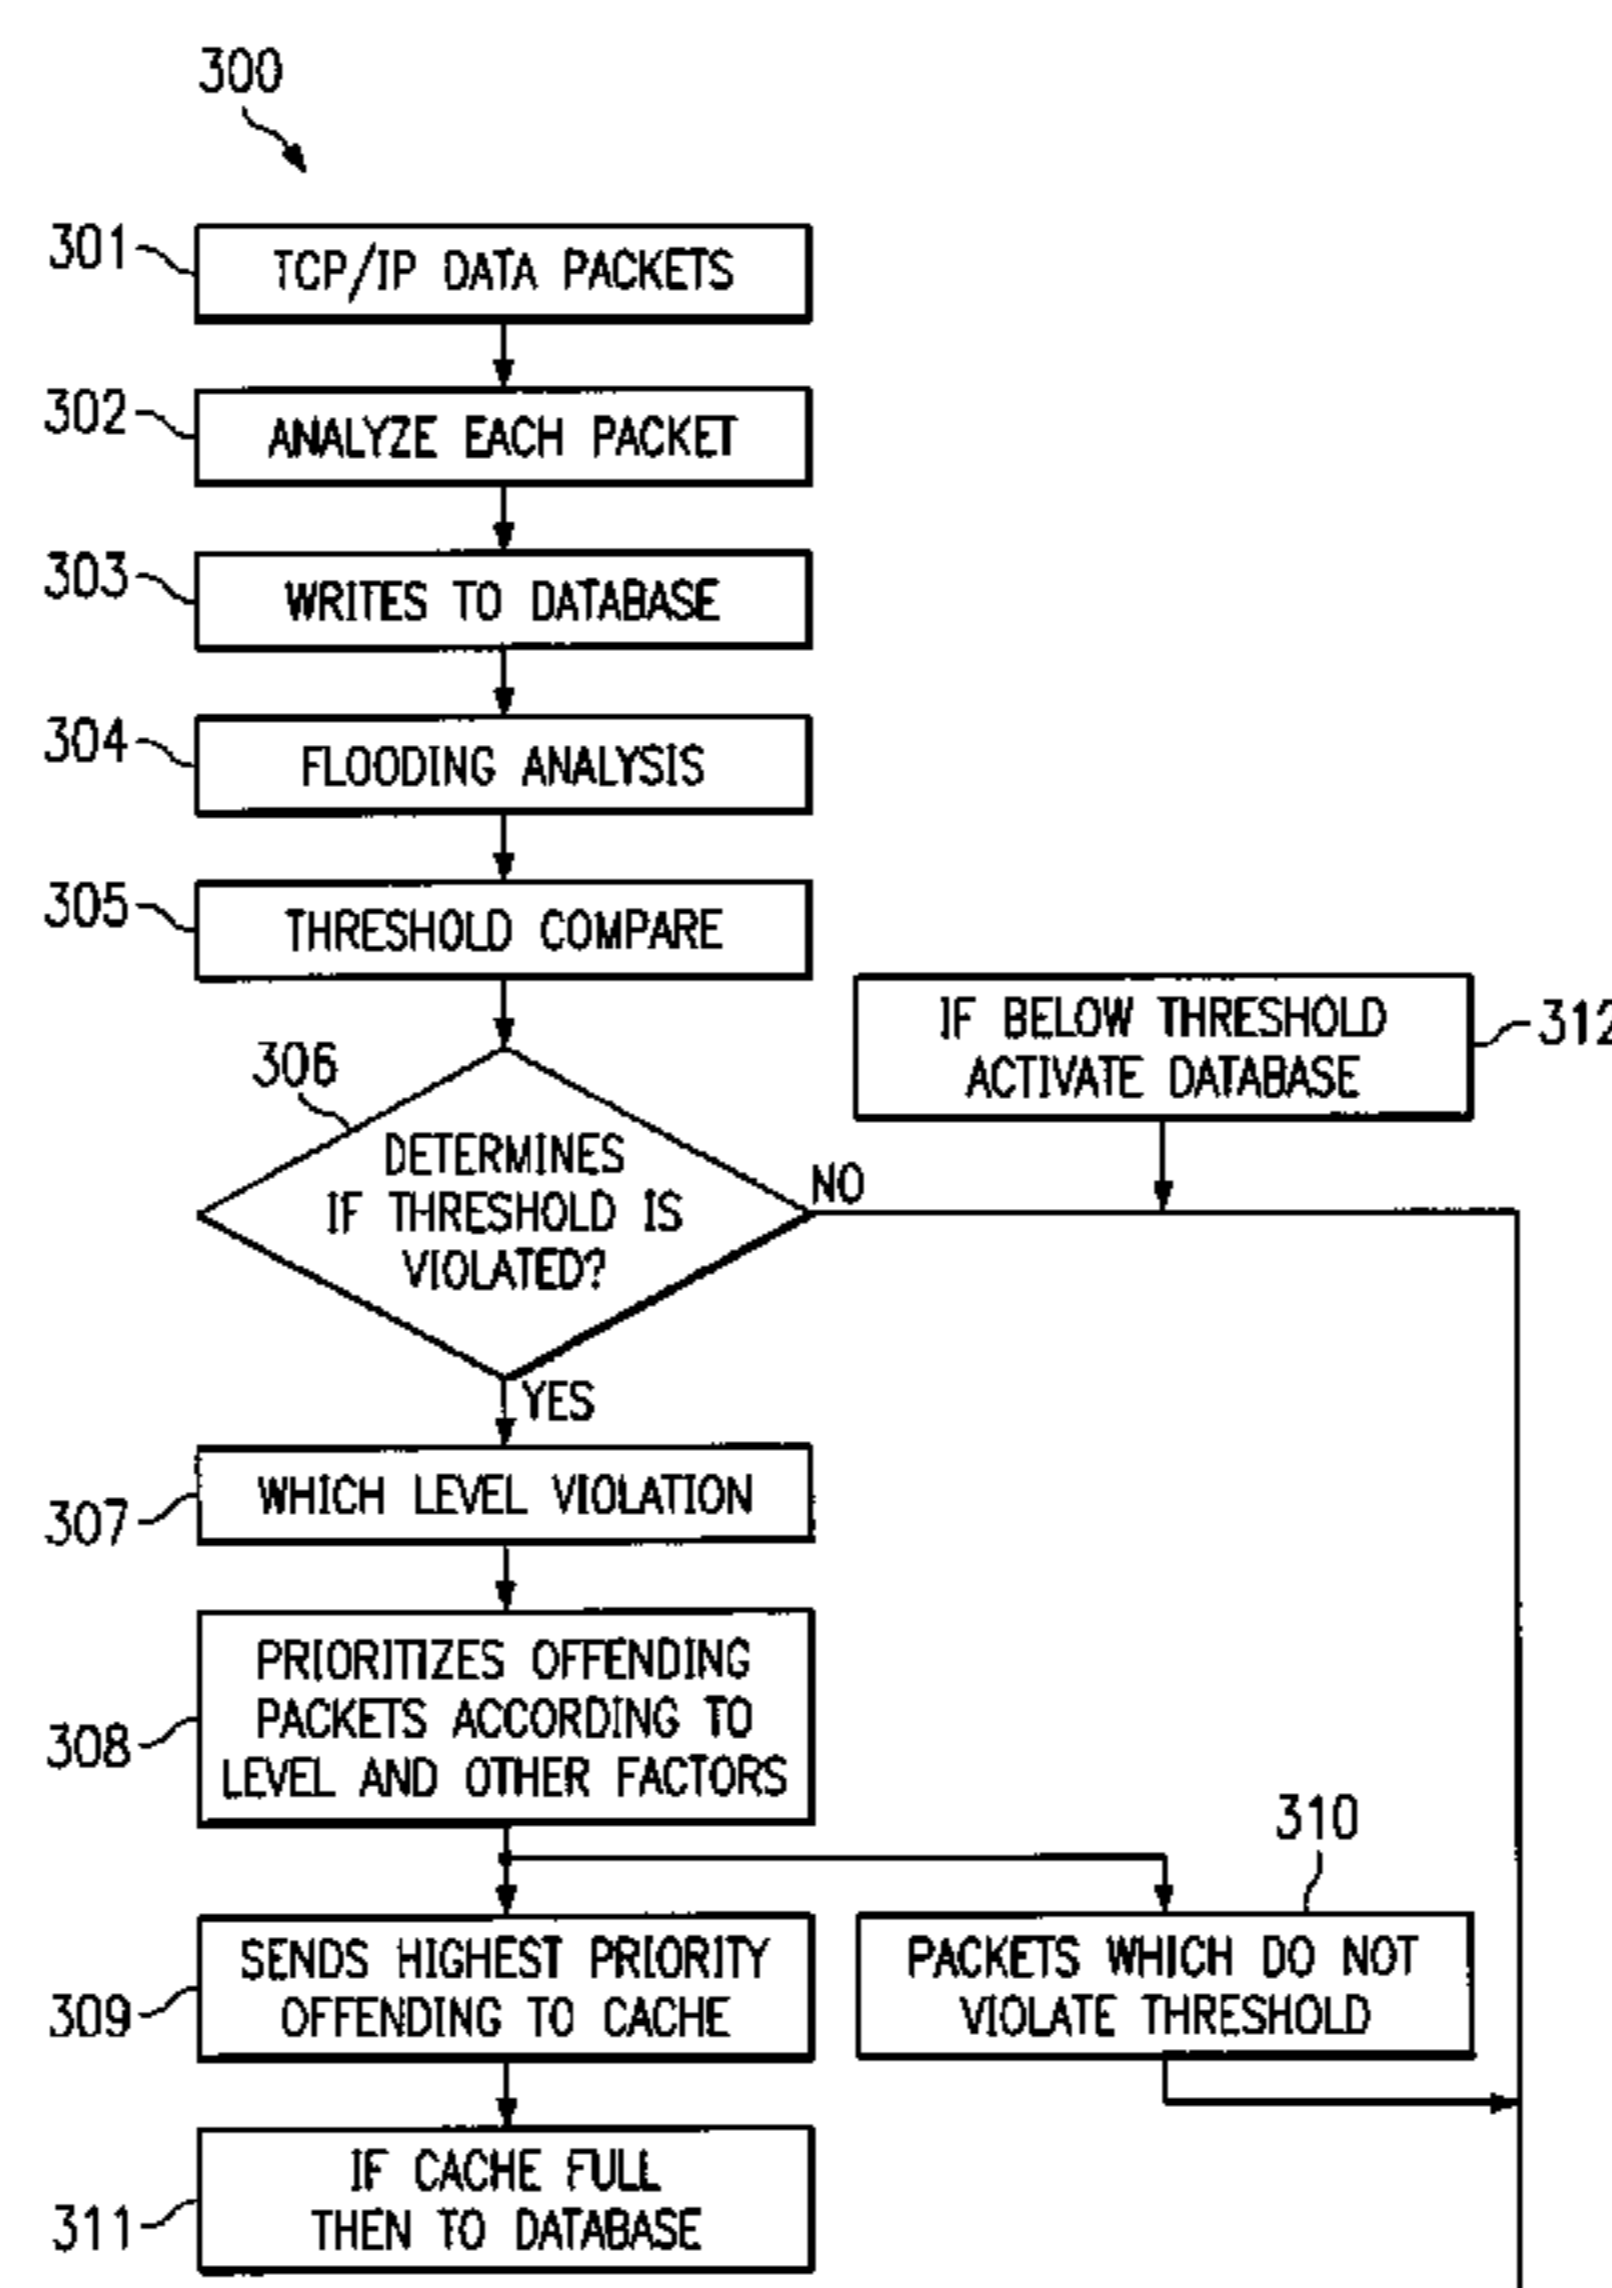 300
301
TCP/IP DATA PACKETS
302
ANALYZE EACH PACKET
303
WRITES TO DATABASE
304
FLOODING ANALYSIS
305
THRESHOLD COMPARE
IF BELOW THRESHOLD
ACTIVATE DATABASE
312
306
DETERMINES
IF THRESHOLD IS
VIOLATED?
NO
YES
307
WHICH LEVEL VIOLATION
308
PRIORITIZES OFFENDING
PACKETS ACCORDING TO
LEVEL AND OTHER FACTORS
309
SENDS HIGHEST PRIORITY
OFFENDING TO CACHE
310
PACKETS WHICH DO NOT
VIOLATE THRESHOLD
311
IF CACHE FULL
THEN TO DATABASE